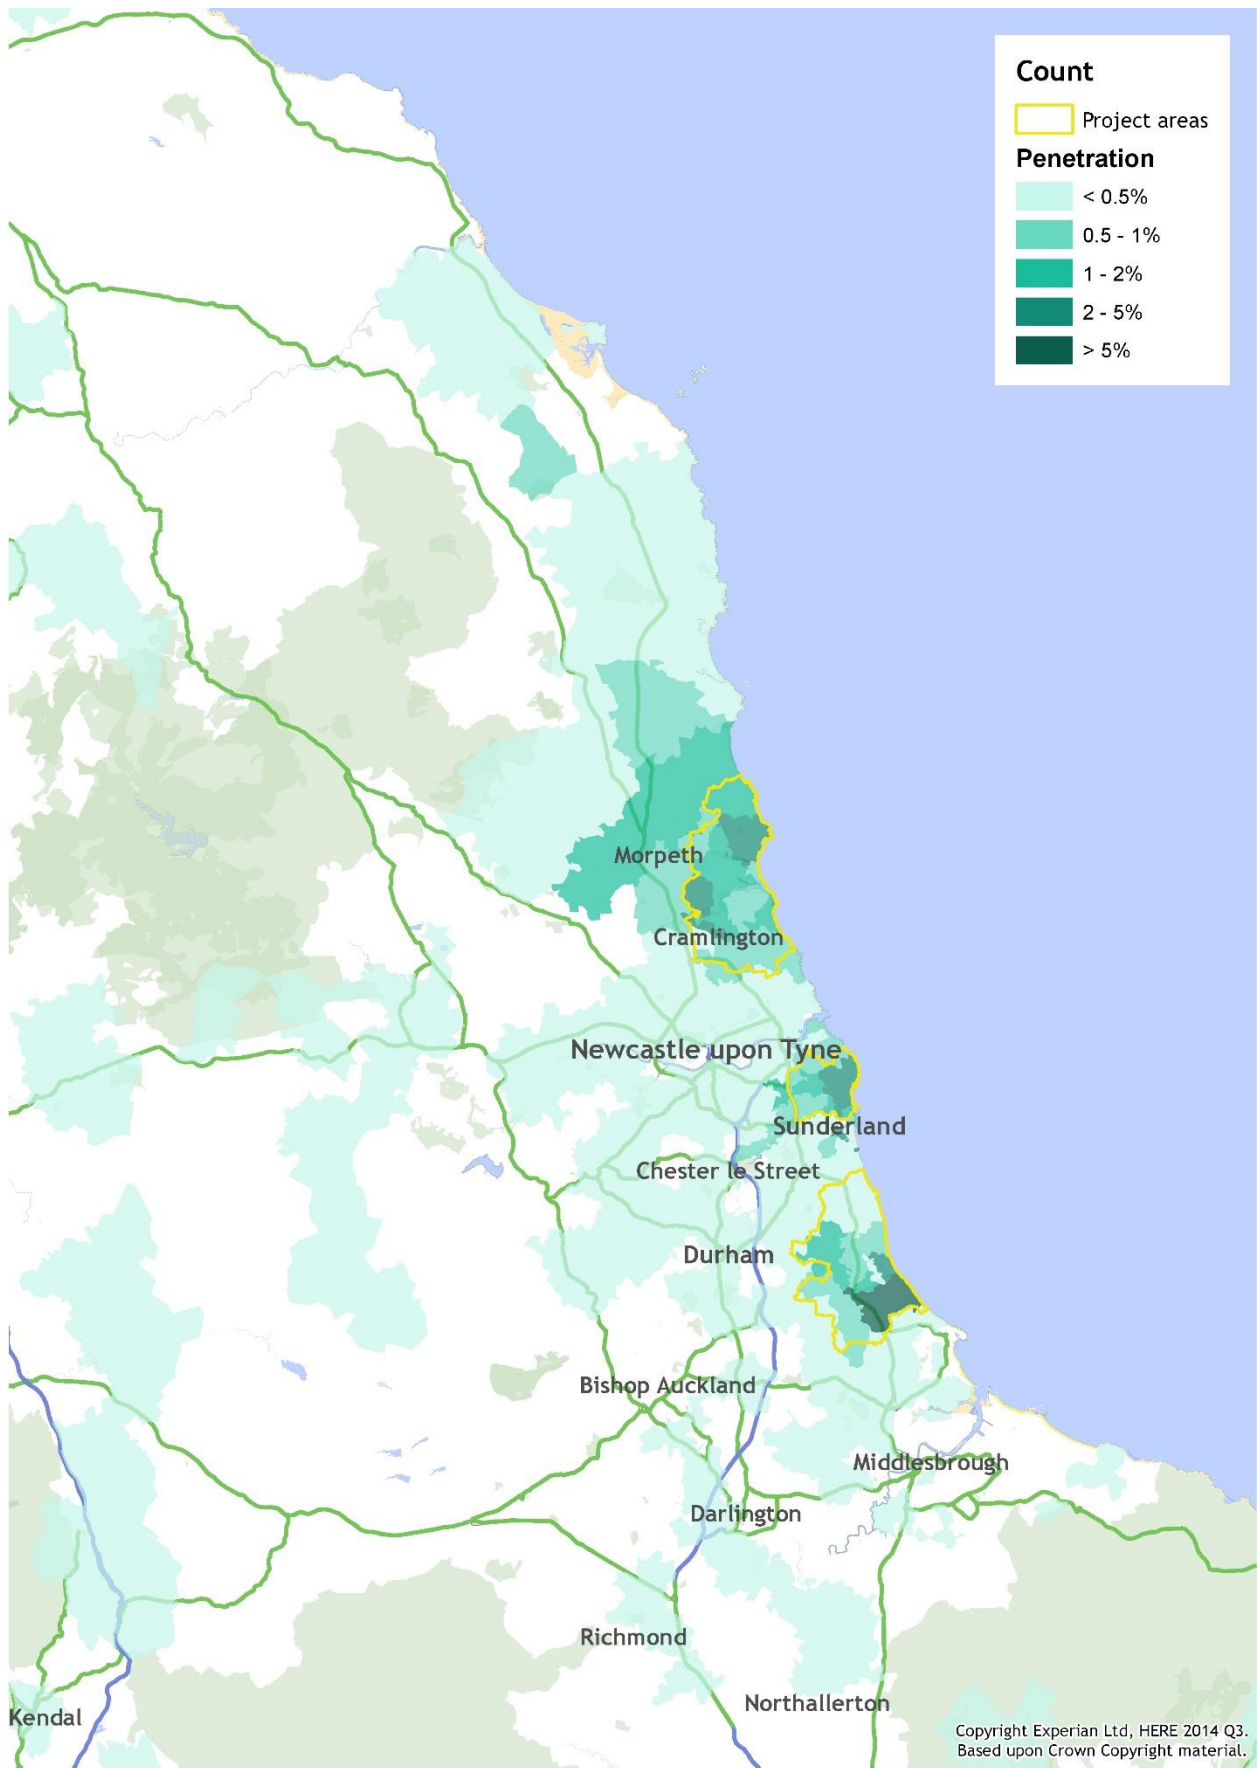 Count
Project areas
Penetration
< 0.5%
0.5 - 1%
1 - 2%
2 - 5%
> 5%
Morpeth
Cramlington
Newcastle upon Tyne
Sunderland
Chester le Street
Durham
Bishop Auckland
Middlesbrough
Darlington
Richmond
Northallerton
Kendal
Copyright Experian Ltd, HERE 2014 Q3.
Based upon Crown Copyright material.